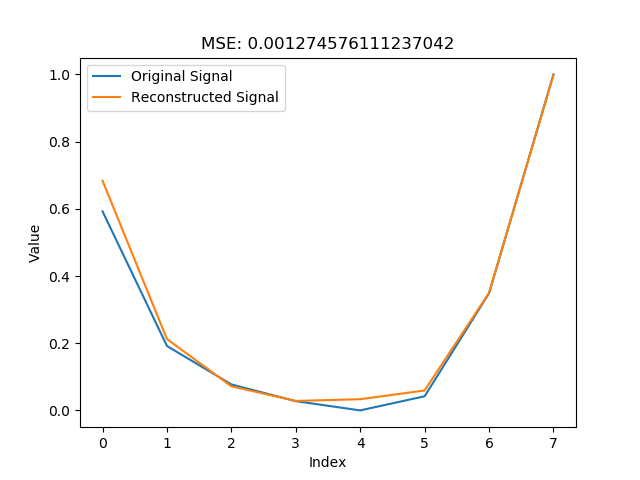 MSE: 0.001274576111237042
Original Signal
Reconstructed Signal
1.0
0.8
0.6
0.4
0.2
0.0
Value
0 1 2 3 4 5 6 7
Index